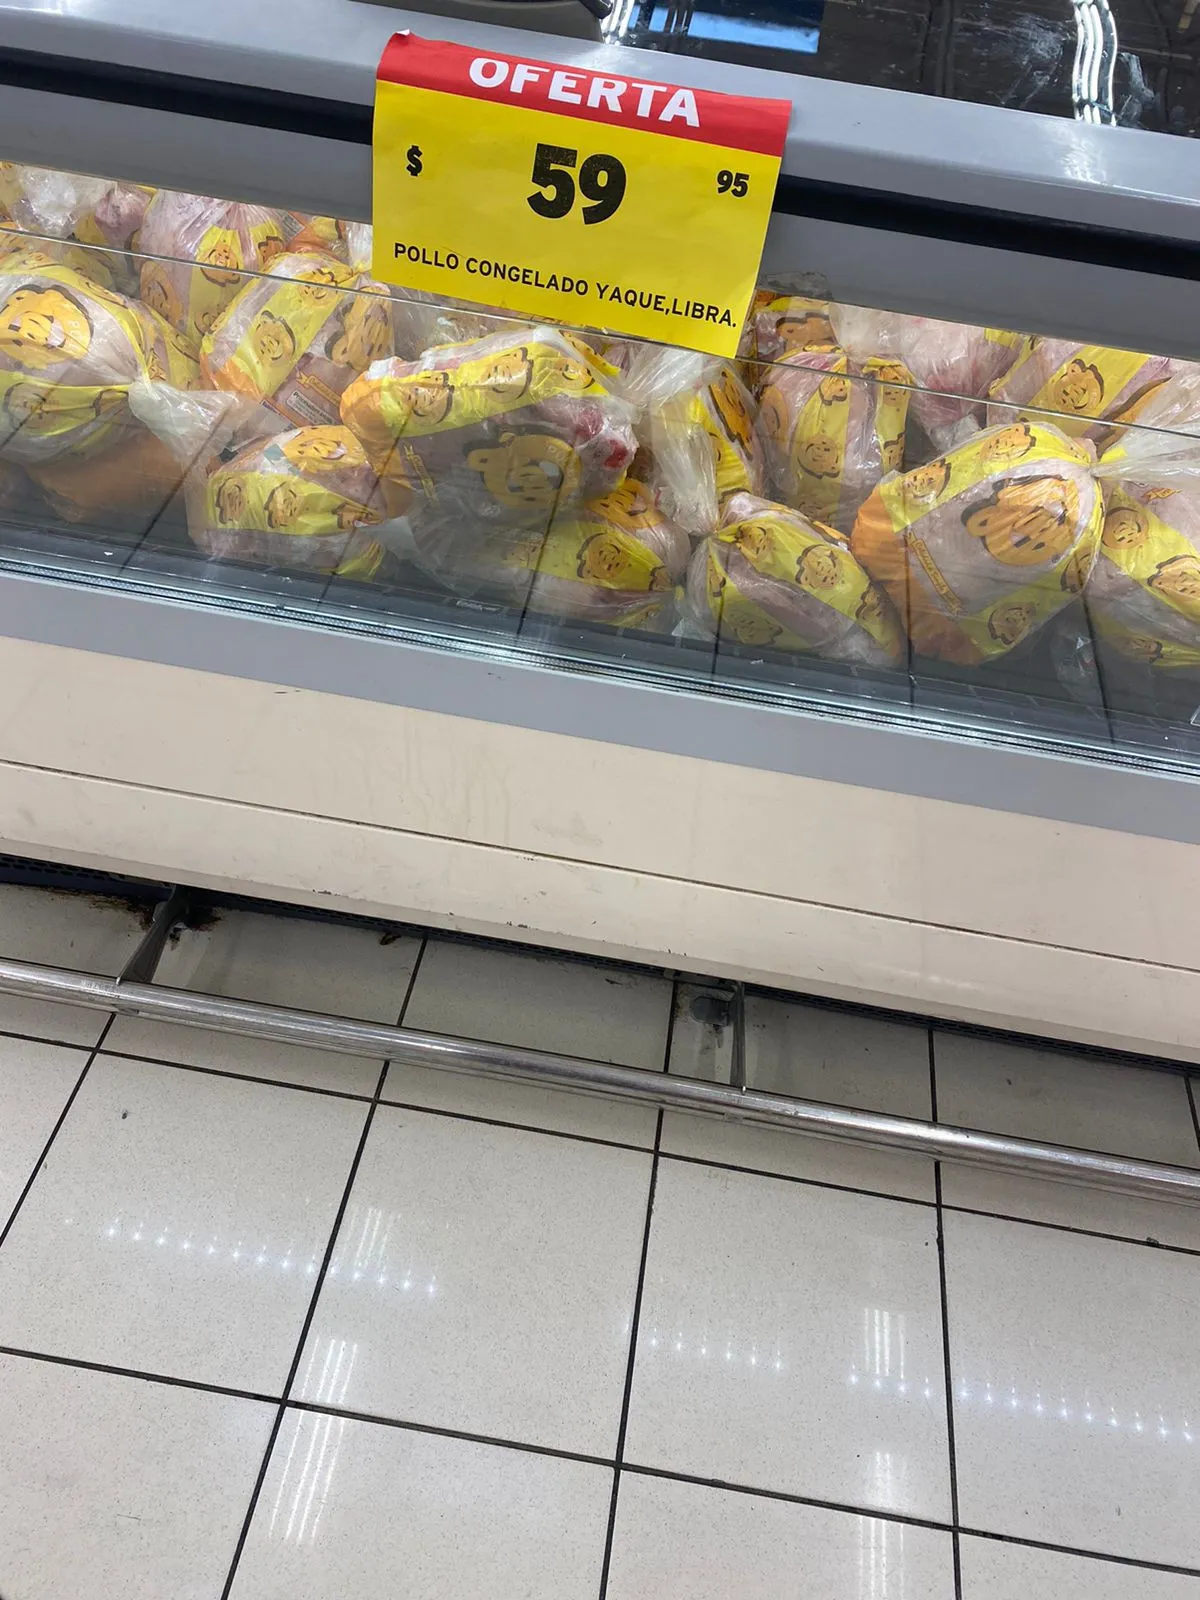 OFERTA
$ 59 95
POLLO CONGELADO YAQUE,LIBRA.